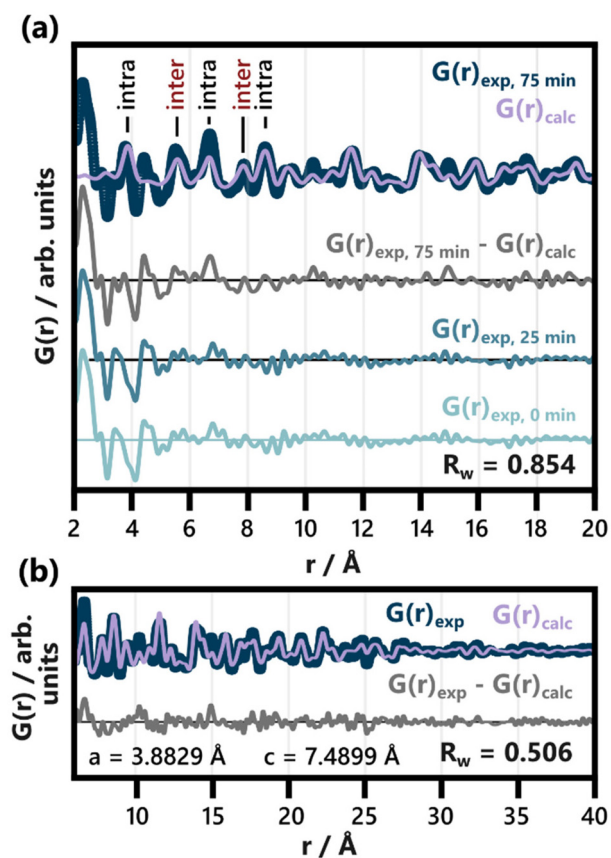 (a)
intra
inter
intra
inter
intra
G(r)exp, 75 min
G(r)calc
G(r)exp, 75 min - G(r)calc
G(r)exp, 25 min
G(r)exp, 0 min
Rw = 0.854
G(r) / arb. units
2 4 6 8 10 12 14 16 18 20
r / Å
(b)
G(r)exp G(r)calc
G(r)exp - G(r)calc
a = 3.8829 Å c = 7.4899 Å Rw = 0.506
G(r) / arb.
units
10 15 20 25 30 35 40
r / Å